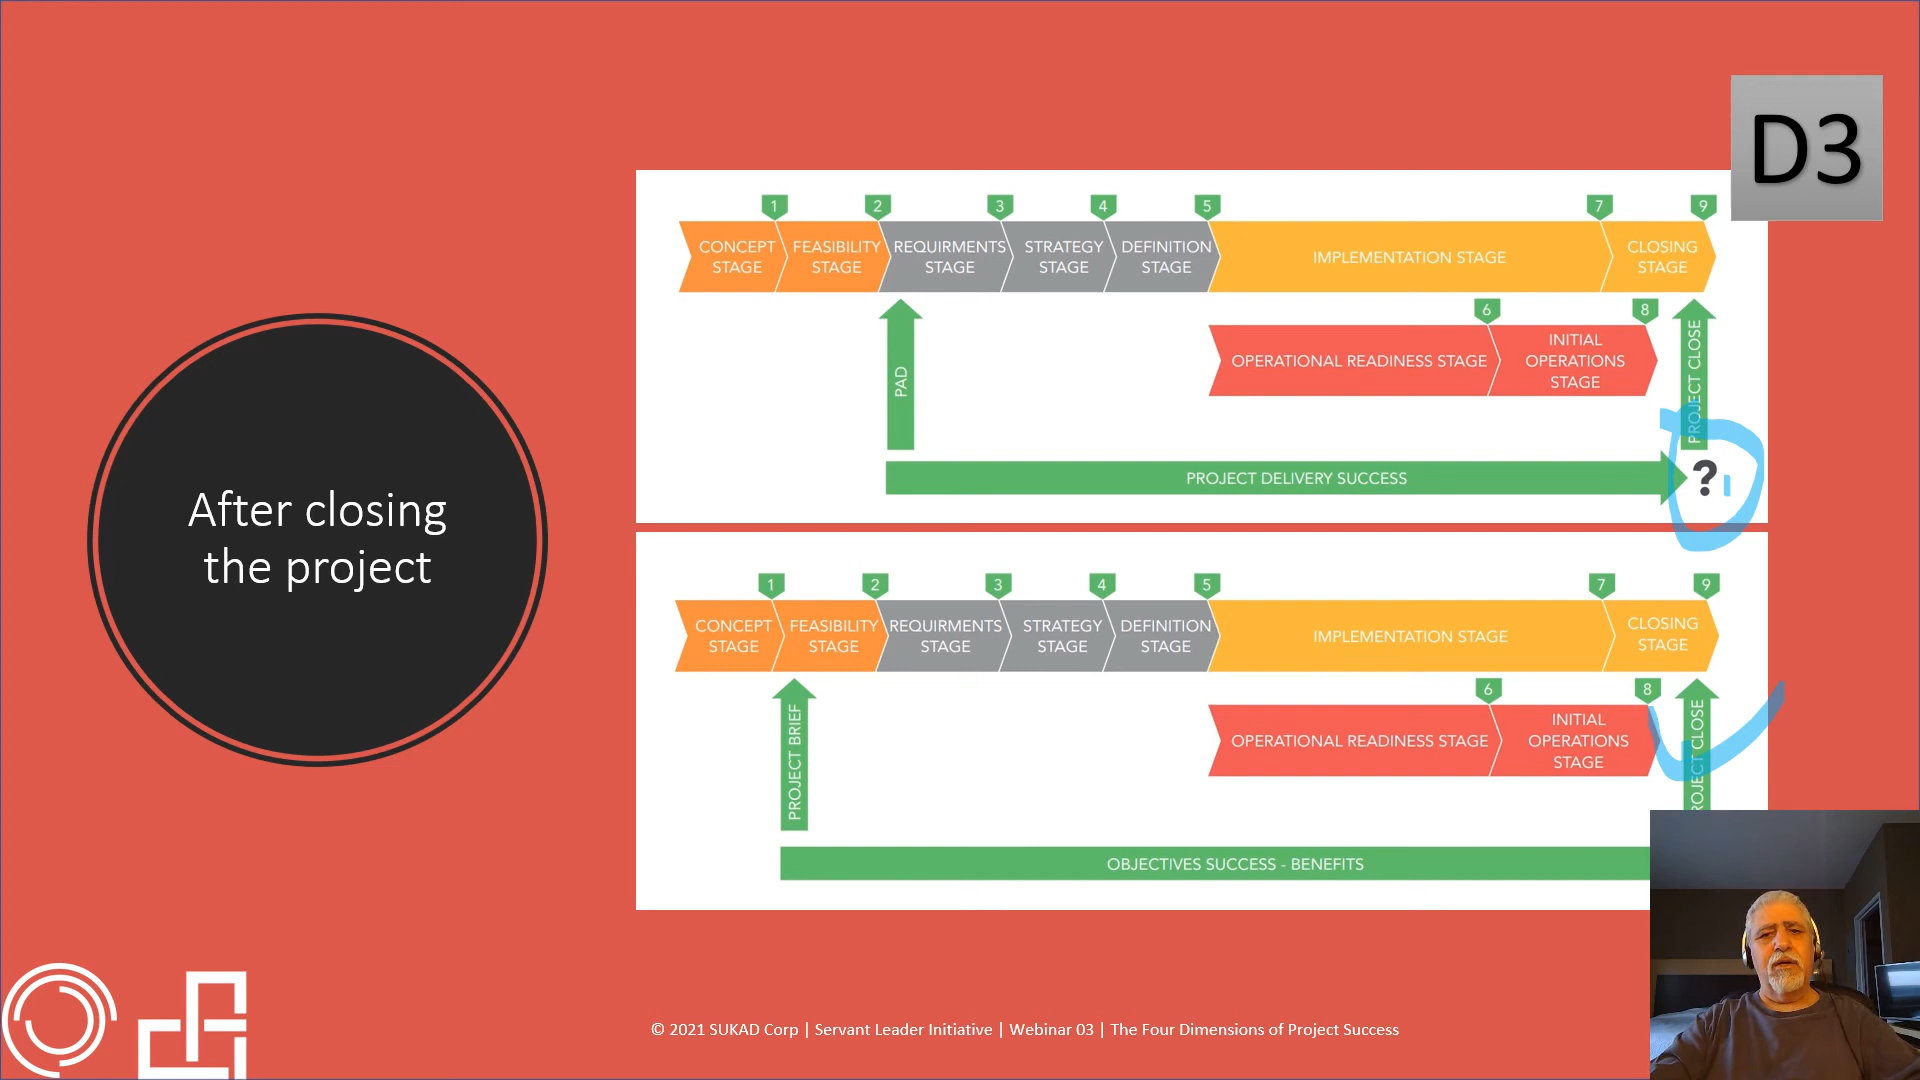 D3
After closing
the project
1 2 3 4 5 7 9
CONCEPT
STAGE
FEASIBILITY
STAGE
REQUIRMENTS
STAGE
STRATEGY
STAGE
DEFINITION
STAGE
IMPLEMENTATION STAGE
CLOSING
STAGE
6 8
OPERATIONAL READINESS STAGE
INITIAL
OPERATIONS
STAGE
PAD
PROJECT CLOSE
PROJECT DELIVERY SUCCESS
?
1 2 3 4 5 7 9
CONCEPT
STAGE
FEASIBILITY
STAGE
REQUIRMENTS
STAGE
STRATEGY
STAGE
DEFINITION
STAGE
IMPLEMENTATION STAGE
CLOSING
STAGE
6 8
OPERATIONAL READINESS STAGE
INITIAL
OPERATIONS
STAGE
PROJECT BRIEF
ROJECT CLOSE
OBJECTIVES SUCCESS - BENEFITS
© 2021 SUKAD Corp | Servant Leader Initiative | Webinar 03 | The Four Dimensions of Project Success